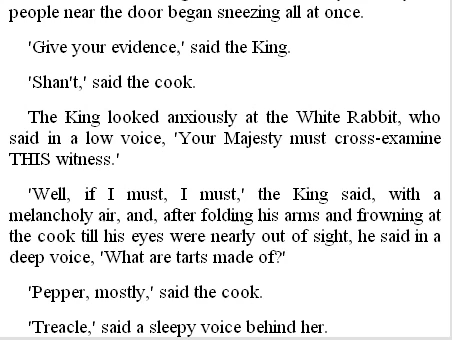 people near the door began sneezing all at once.
'Give your evidence,' said the King.
'Shan't,' said the cook.
The King looked anxiously at the White Rabbit, who
said in a low voice, 'Your Majesty must cross-examine
THIS witness.'
'Well, if I must, I must,' the King said, with a
melancholy air, and, after folding his arms and frowning at
the cook till his eyes were nearly out of sight, he said in a
deep voice, 'What are tarts made of?'
'Pepper, mostly,' said the cook.
'Treacle,' said a sleepy voice behind her.